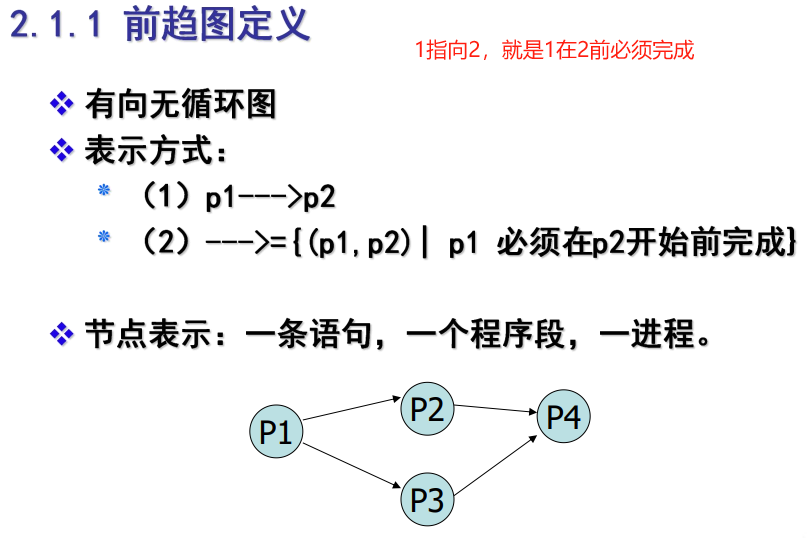 2.1.1 前趋图定义
1指向2，就是1在2前必须完成
有向无循环图
表示方式：
（1）p1--->p2
（2）--->={(p1,p2)| p1 必须在p2开始前完成}
节点表示：一条语句，一个程序段，一进程。
P1
P2
P4
P3